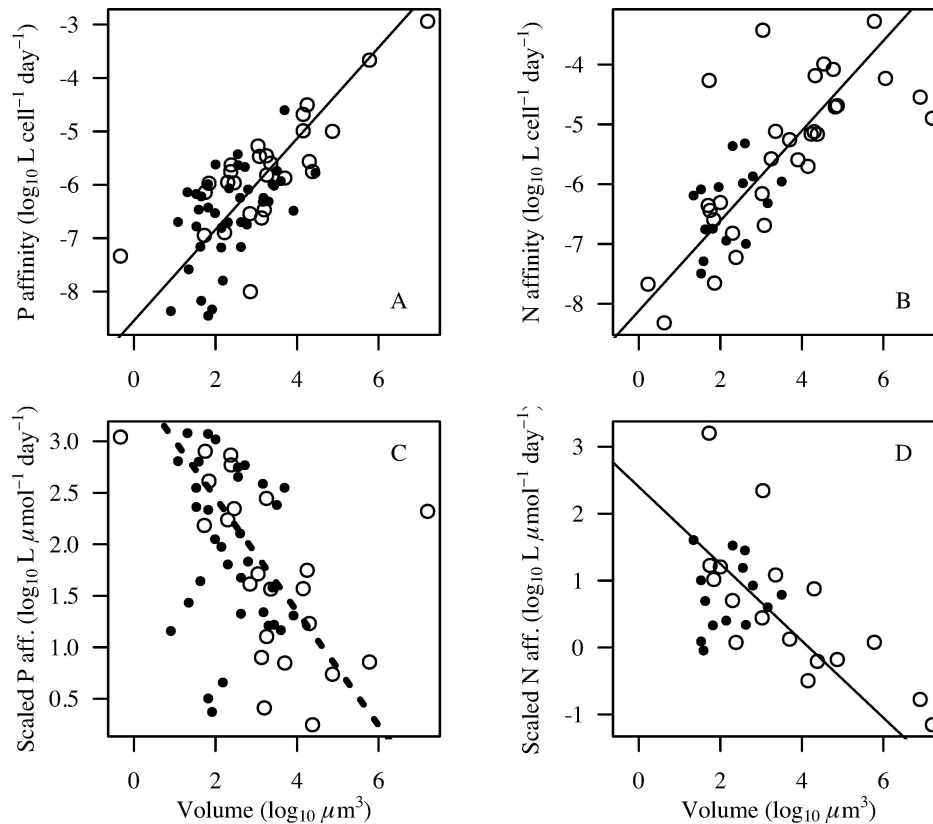 P affinity (log₁₀ L cell⁻¹ day⁻¹)
-3
-4
-5
-6
-7
-8
A
0 2 4 6
N affinity (log₁₀ L cell⁻¹ day⁻¹)
-4
-5
-6
-7
-8
B
0 2 4 6
Scaled P aff. (log₁₀ L μmol⁻¹ day⁻¹)
3.0
2.5
2.0
1.5
1.0
0.5
C
0 2 4 6
Volume (log₁₀ μm³)
Scaled N aff. (log₁₀ L μmol⁻¹ day⁻¹)
3
2
1
0
-1
D
0 2 4 6
Volume (log₁₀ μm³)